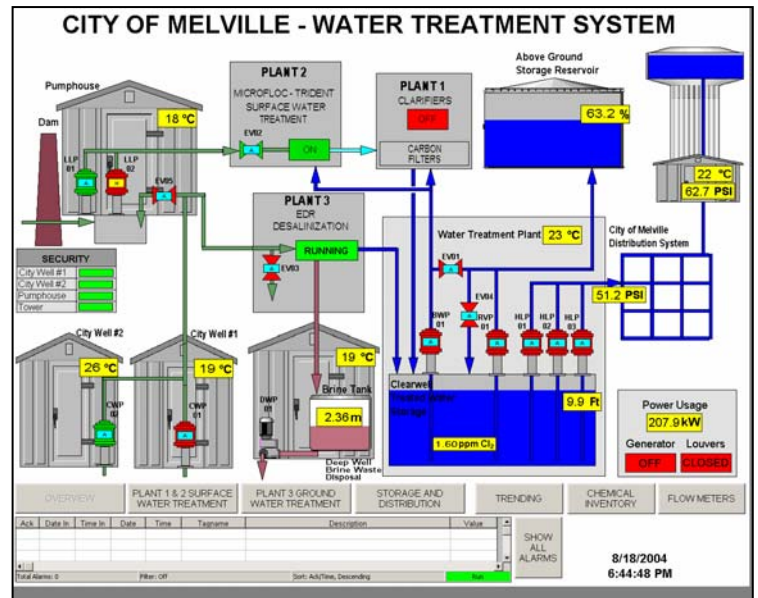 CITY OF MELVILLE - WATER TREATMENT SYSTEM
Above Ground
Storage Reservoir
PLANT 2
MICROFLOC - TRIDENT
SURFACE WATER
TREATMENT
PLANT 1
CLARIFIERS
OFF
CARBON
FILTERS
Pumphouse
18 °C
Dam
LLP
01
LLP
02
EV02
ON
EV05
63.2 %
22 °C
62.7 PSI
PLANT 3
EDR
DESALINIZATION
RUNNING
EV03
Water Treatment Plant
23 °C
City of Melville
Distribution System
SECURITY
City Well #1
City Well #2
Pumphouse
Tower
EV01
EV04
51.2 PSI
BWP
01
RVP
01
HLP
01
HLP
02
HLP
03
City Well #2
City Well #1
26 °C
19 °C
CWP
02
CWP
01
19 °C
Brine Tank
2.36 m
DWP
01
Deep Well
Brine Waste
Disposal
Clearwell
Treated Water
Storage
9.9 Ft
1.60 ppm Cl2
Power Usage
207.9 kW
Generator
Louvers
OFF
CLOSED
OVERVIEW
PLANT 1 & 2 SURFACE
WATER TREATMENT
PLANT 3 GROUND
WATER TREATMENT
STORAGE AND
DISTRIBUTION
TRENDING
CHEMICAL
INVENTORY
FLOW METERS
Ack Date In Time In Date Time Tagname Description Value
SHOW
ALL
ALARMS
8/18/2004
6:44:48 PM
Total Alarms: 0 Filter: Off Sort: Ack/Time, Descending Run